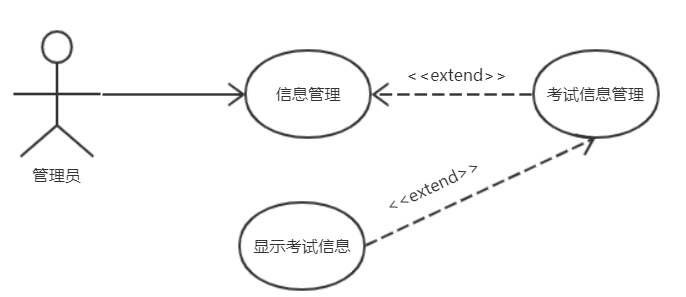 <<extend>>
信息管理
考试信息管理
管理员
<<extend>>
显示考试信息